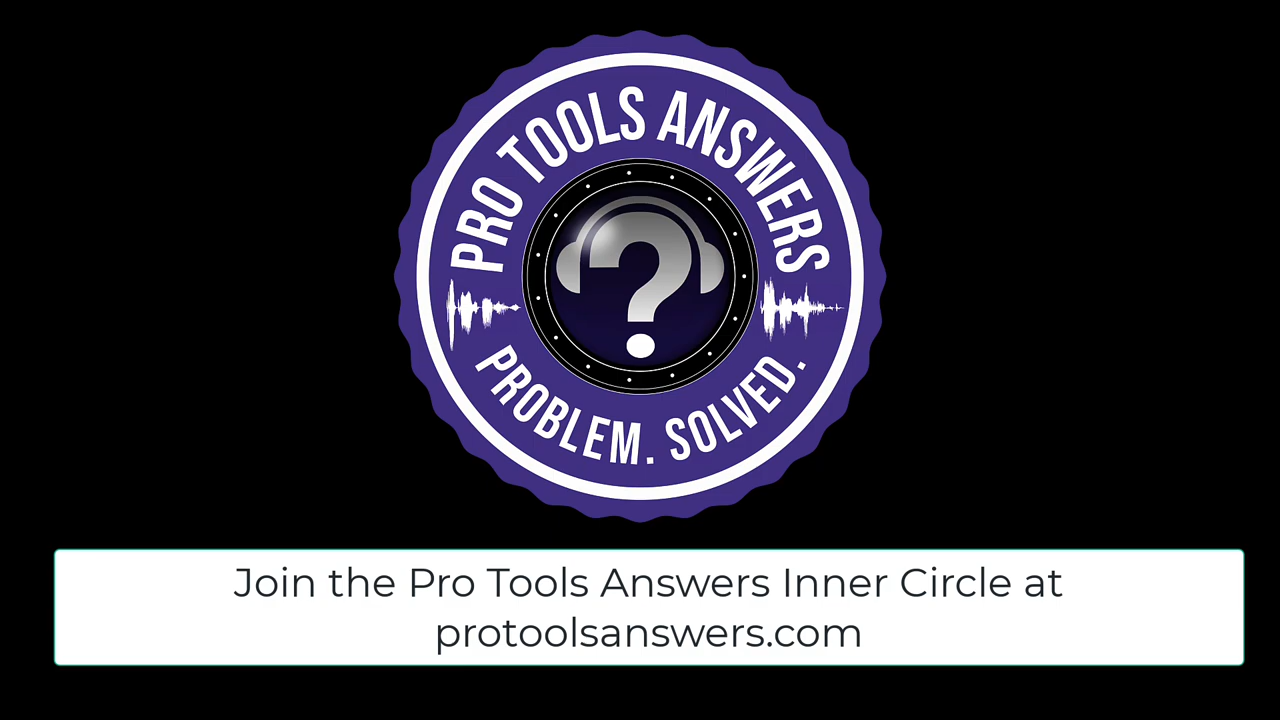 PRO TOOLS ANSWERS
?
PROBLEM. SOLVED.
Join the Pro Tools Answers Inner Circle at
protoolsanswers.com